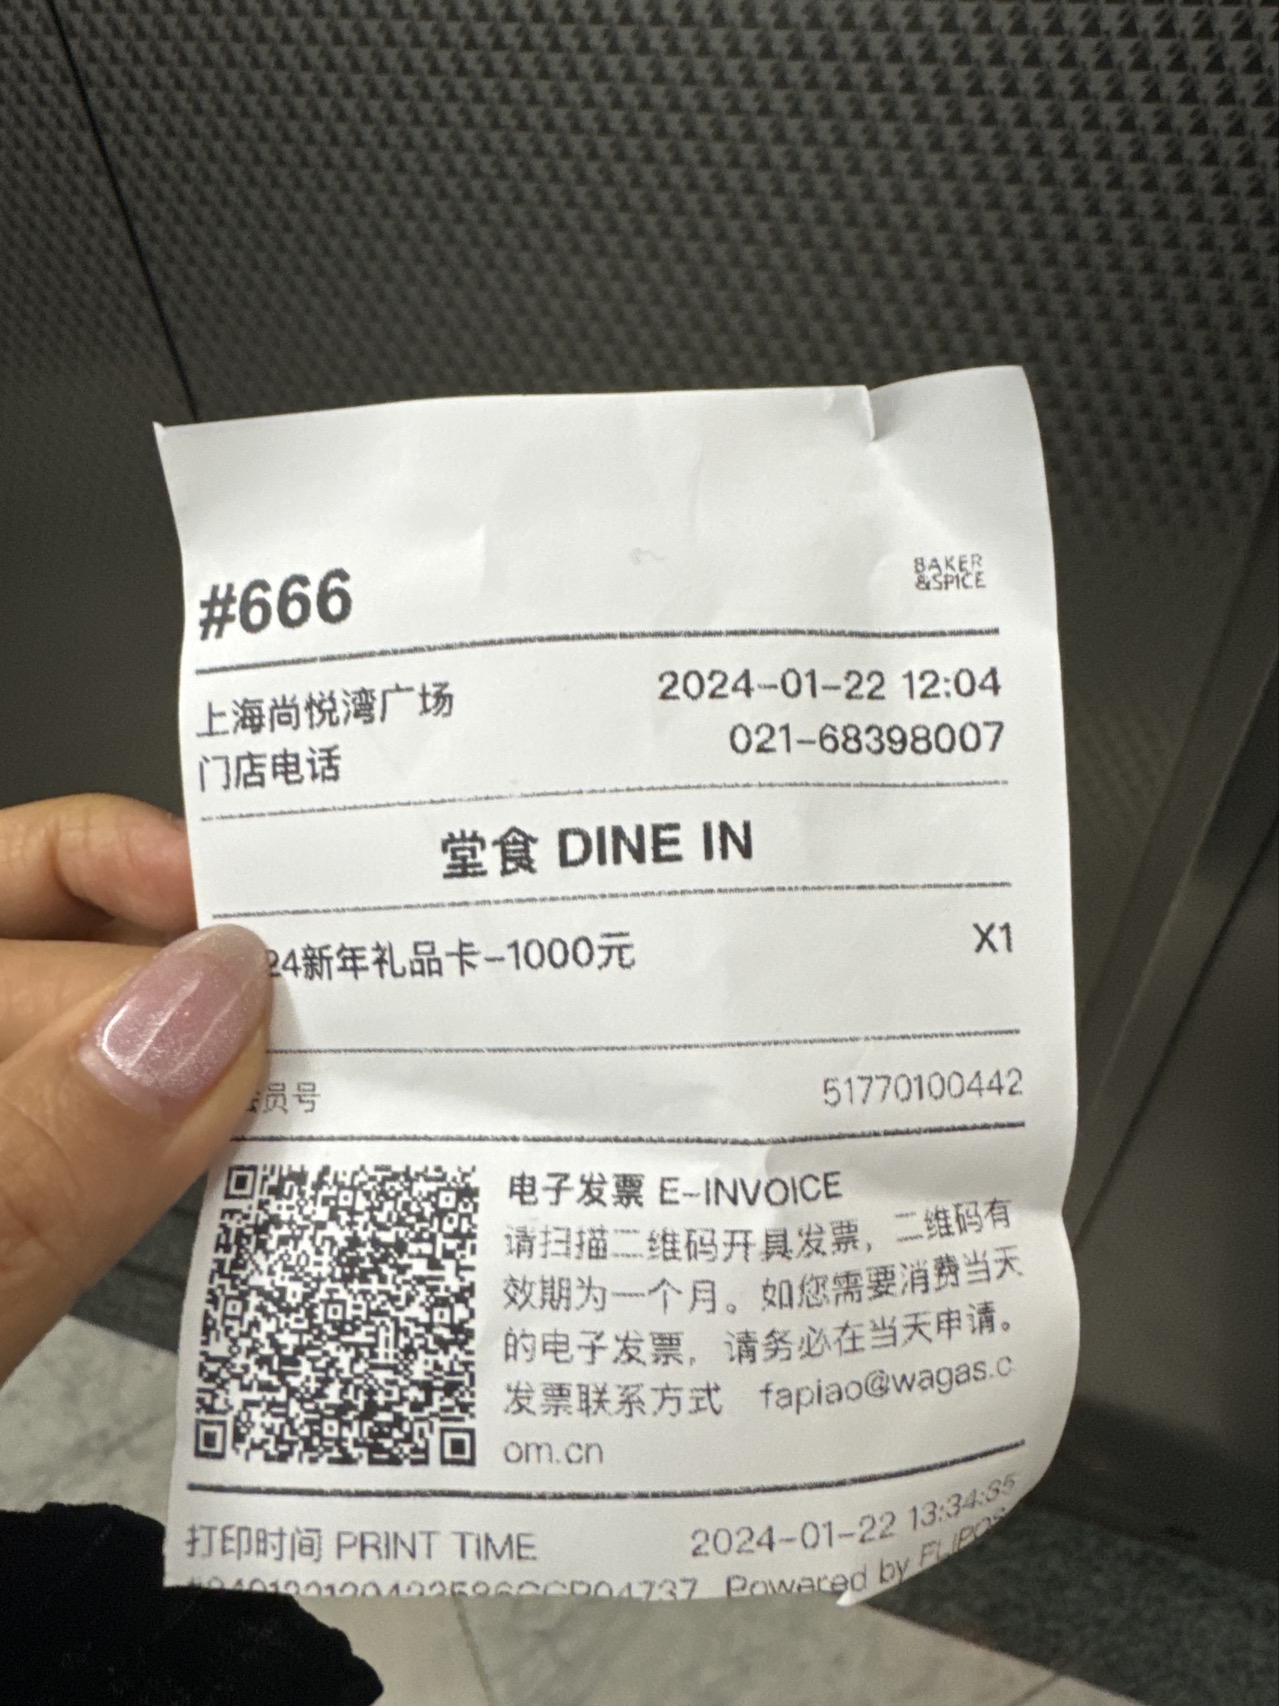 #666
BAKER
&SPICE
上海尚悦湾广场 2024-01-22 12:04
门店电话 021-68398007
堂食 DINE IN
24新年礼品卡-1000元 X1
员号 51770100442
电子发票 E-INVOICE
请扫描二维码开具发票，二维码有
效期为一个月。如您需要消费当天
的电子发票，请务必在当天申请。
发票联系方式 fapiao@wagas.c
om.cn
打印时间 PRINT TIME 2024-01-22 13:34:35
Powered by FLIPOS